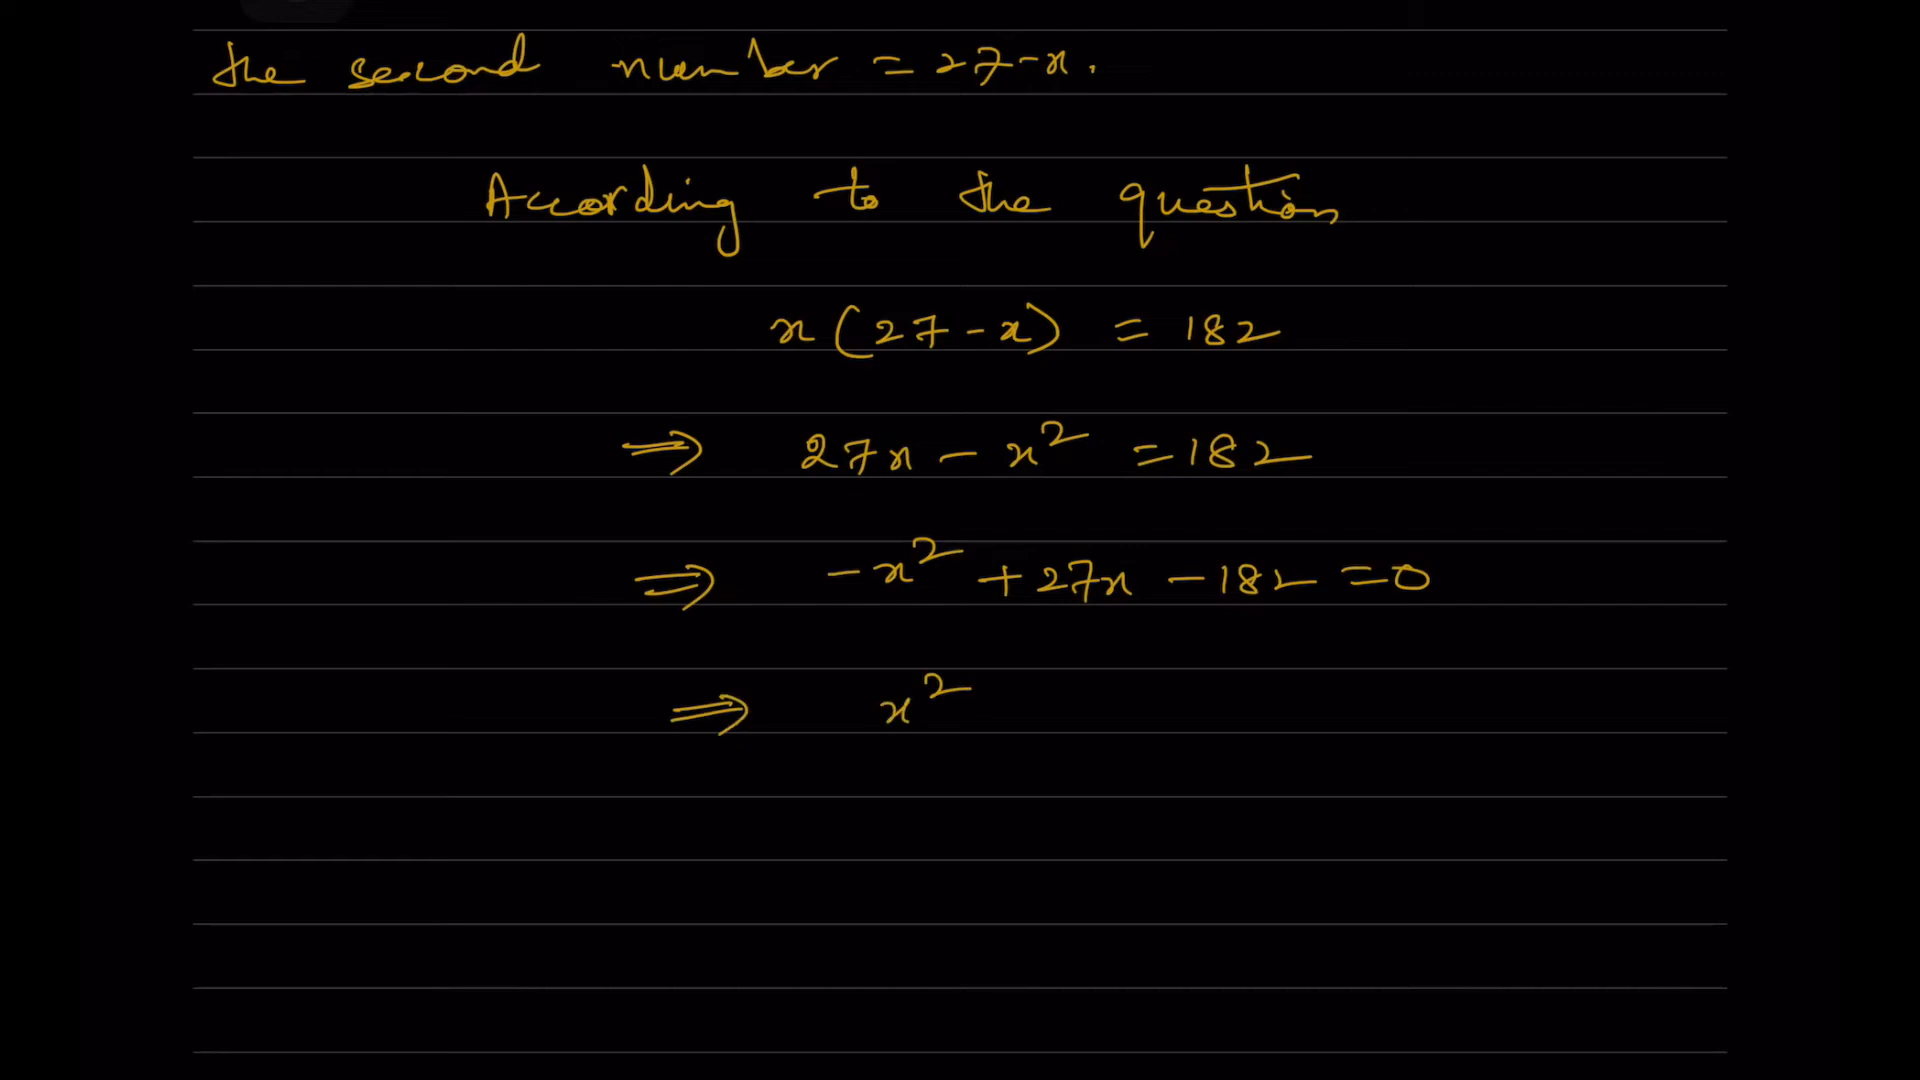 the second number = 27-x.
According to the question
x(27-x) = 182
⇒ 27x - x² = 182
⇒ -x² + 27x - 182 = 0
⇒ x²